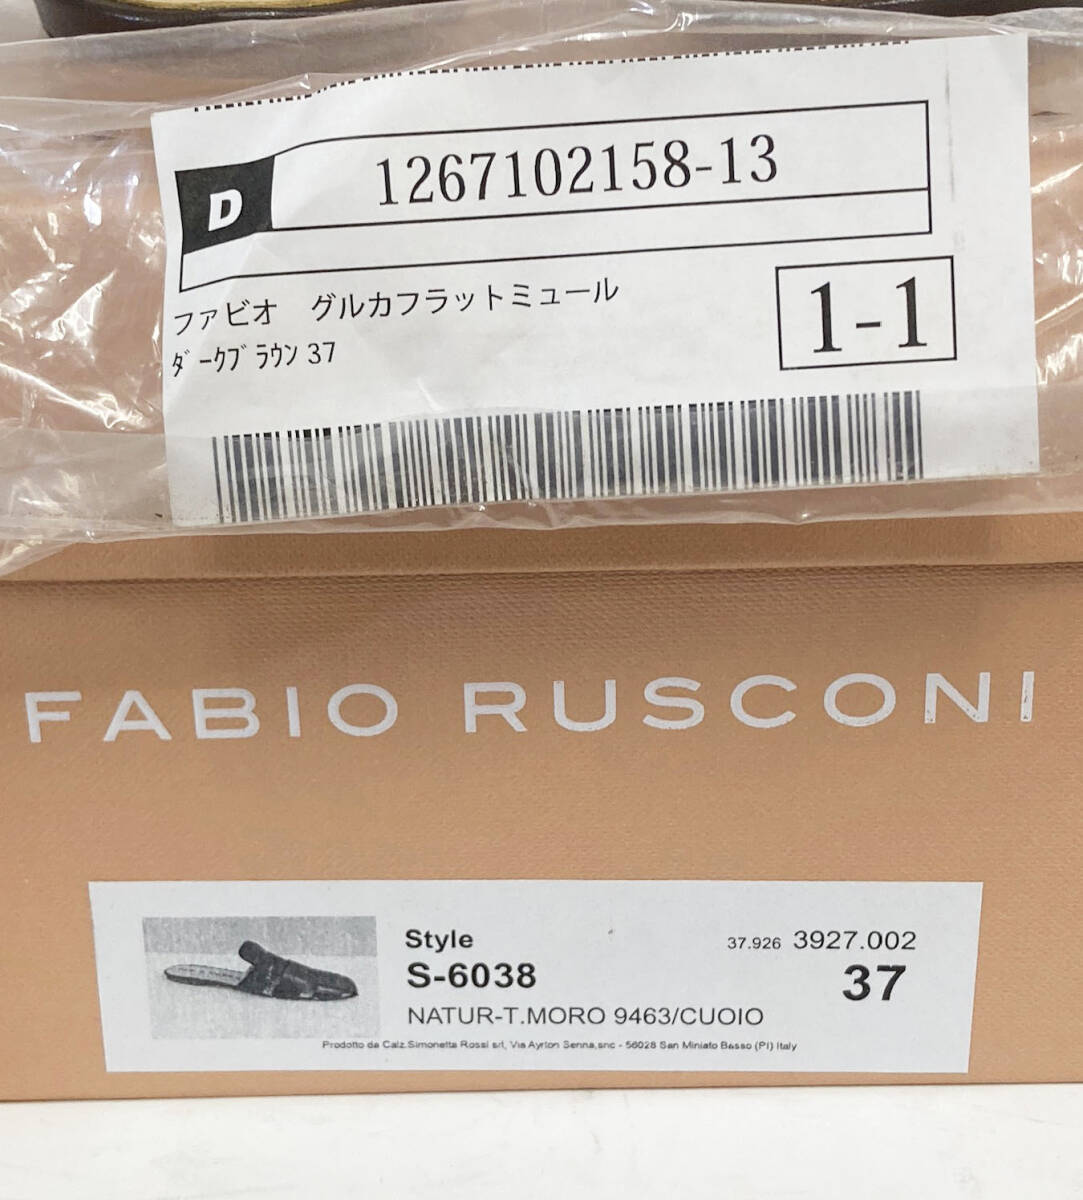 D
1267102158-13
ファビオ　グルカフラットミュール
ﾀﾞｰｸﾌﾞﾗｳﾝ 37
1-1
FABIO RUSCONI
Style
S-6038
37.926 3927.002
37
NATUR-T.MORO 9463/CUOIO
Prodotto da Calz.Simonetta Rossi srl, Via Ayrton Senna,snc - 56028 San Miniato Basso (PI) Italy